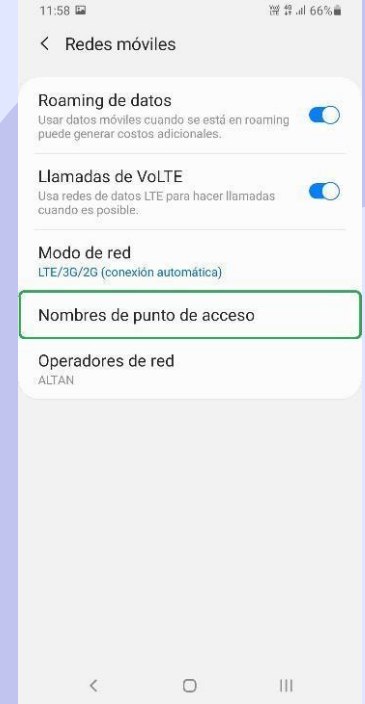 11:58 66%
Redes móviles
Roaming de datos
Usar datos móviles cuando se está en roaming
puede generar costos adicionales.
Llamadas de VoLTE
Usa redes de datos LTE para hacer llamadas
cuando es posible.
Modo de red
LTE/3G/2G (conexión automática)
Nombres de punto de acceso
Operadores de red
ALTAN